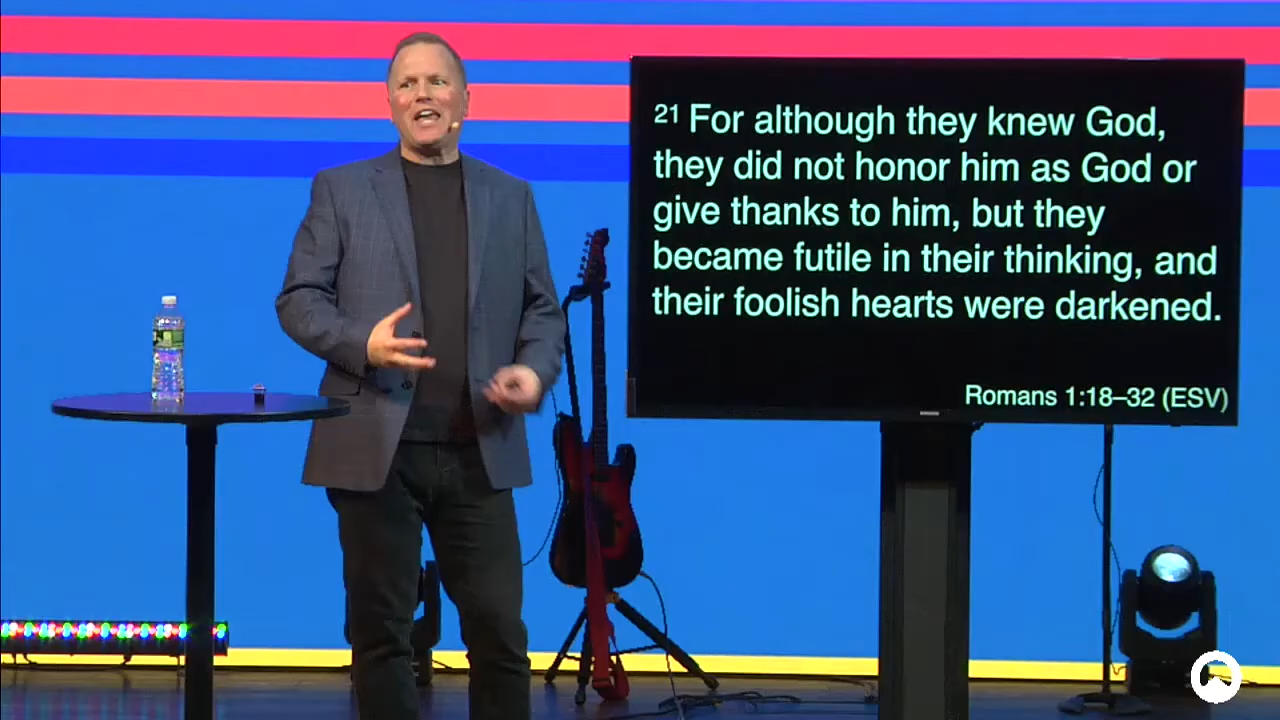 21 For although they knew God,
they did not honor him as God or
give thanks to him, but they
became futile in their thinking, and
their foolish hearts were darkened.
Romans 1:18–32 (ESV)